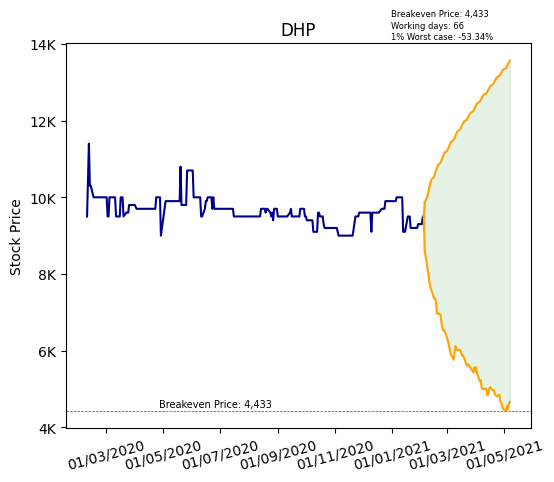 Breakeven Price: 4,433
Working days: 66
1% Worst case: -53.34%
DHP
Stock Price
14K
12K
10K
8K
6K
4K
Breakeven Price: 4,433
01/03/2020
01/05/2020
01/07/2020
01/09/2020
01/11/2020
01/01/2021
01/03/2021
01/05/2021